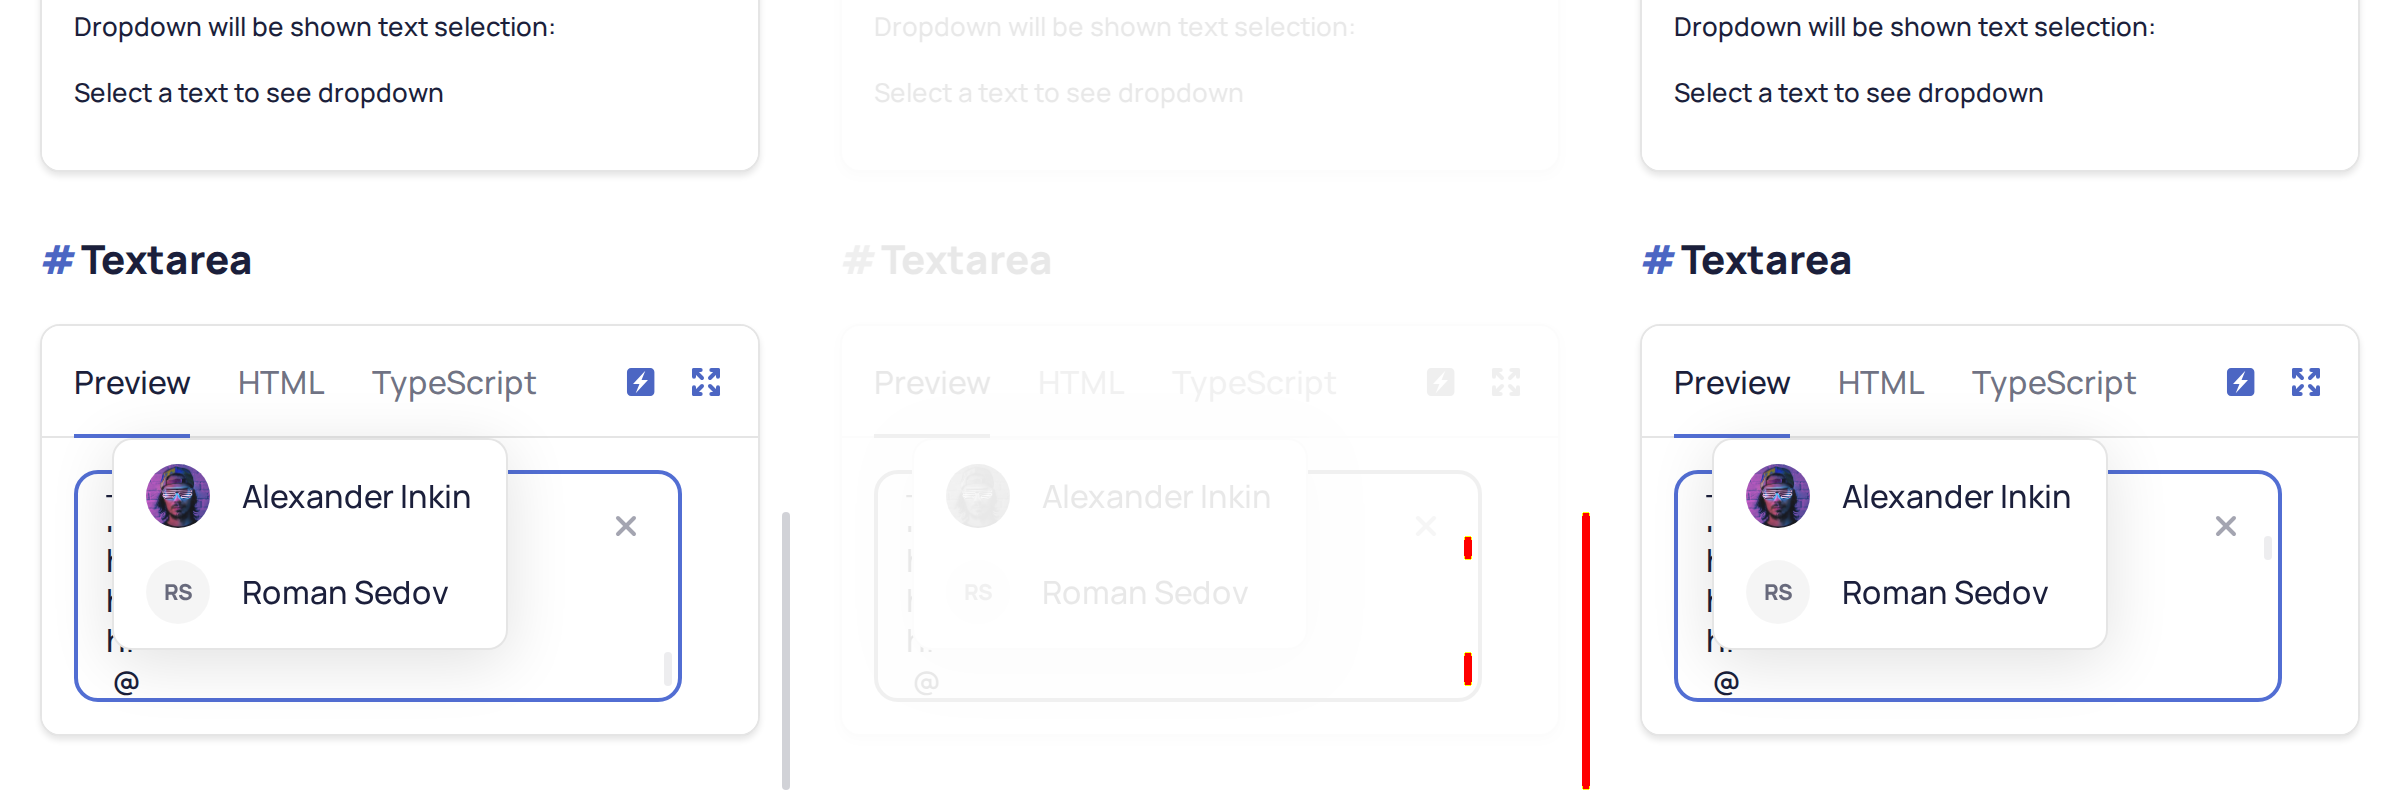 Dropdown will be shown text selection:
Select a text to see dropdown
# Textarea
Preview HTML TypeScript
Alexander Inkin
RS Roman Sedov
@
Dropdown will be shown text selection:
Select a text to see dropdown
# Textarea
Preview HTML TypeScript
Alexander Inkin
RS Roman Sedov
@
Dropdown will be shown text selection:
Select a text to see dropdown
# Textarea
Preview HTML TypeScript
Alexander Inkin
RS Roman Sedov
@